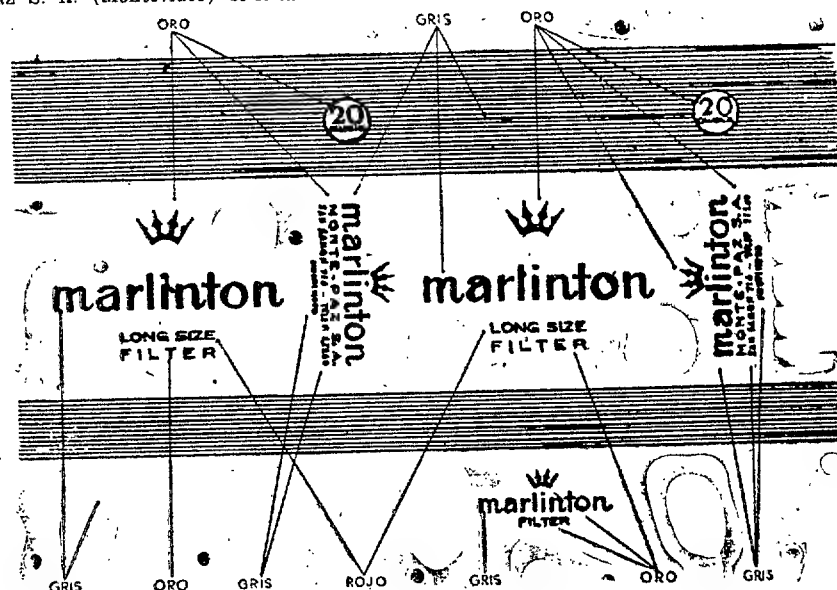 ORO GRIS ORO
20
20
marlinton
LONG SIZE
FILTER
marlinton
MONTE-PAZ S.A.
marlinton
LONG SIZE
FILTER
marlinton
MONTE-PAZ S.A.
marlinton
FILTER
GRIS ORO GRIS ROJO GRIS ORO GRIS